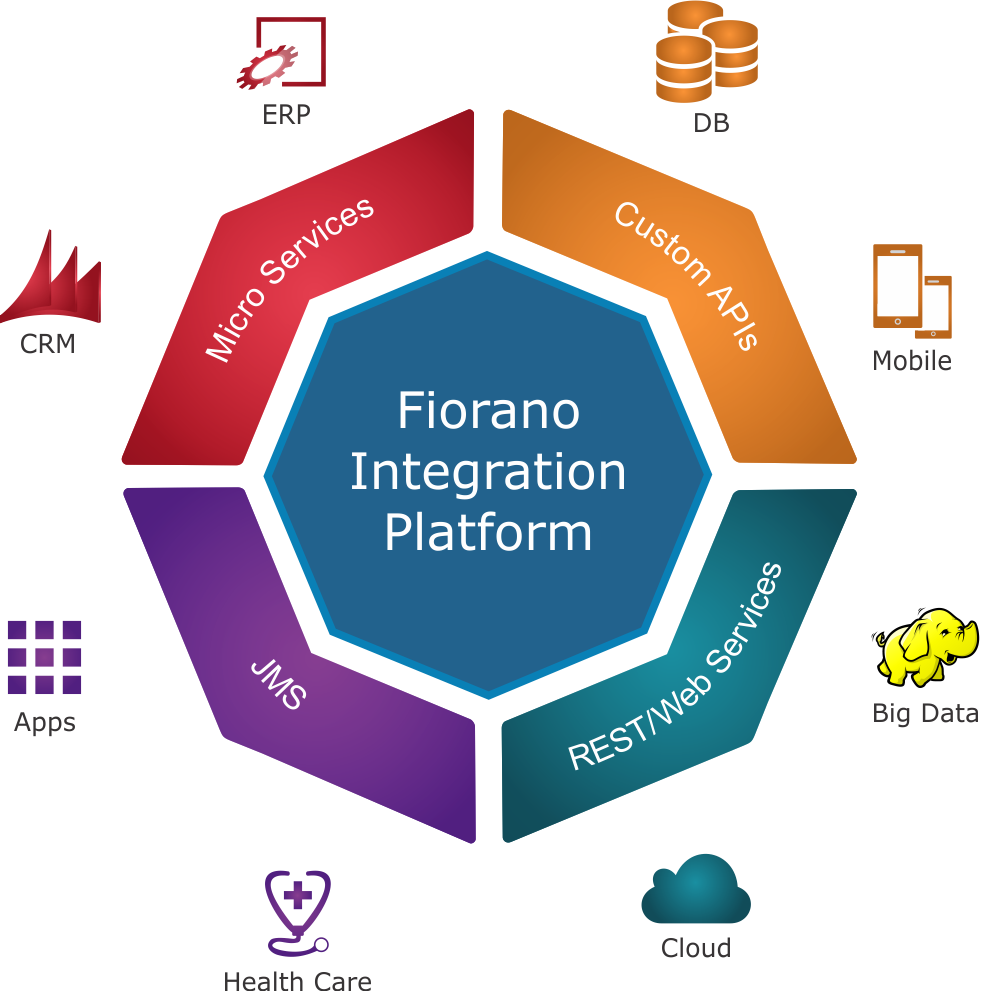 ERP
DB
Micro Services
Custom APIs
CRM
Mobile
Fiorano
Integration
Platform
JMS
REST/Web Services
Apps
Big Data
Cloud
Health Care